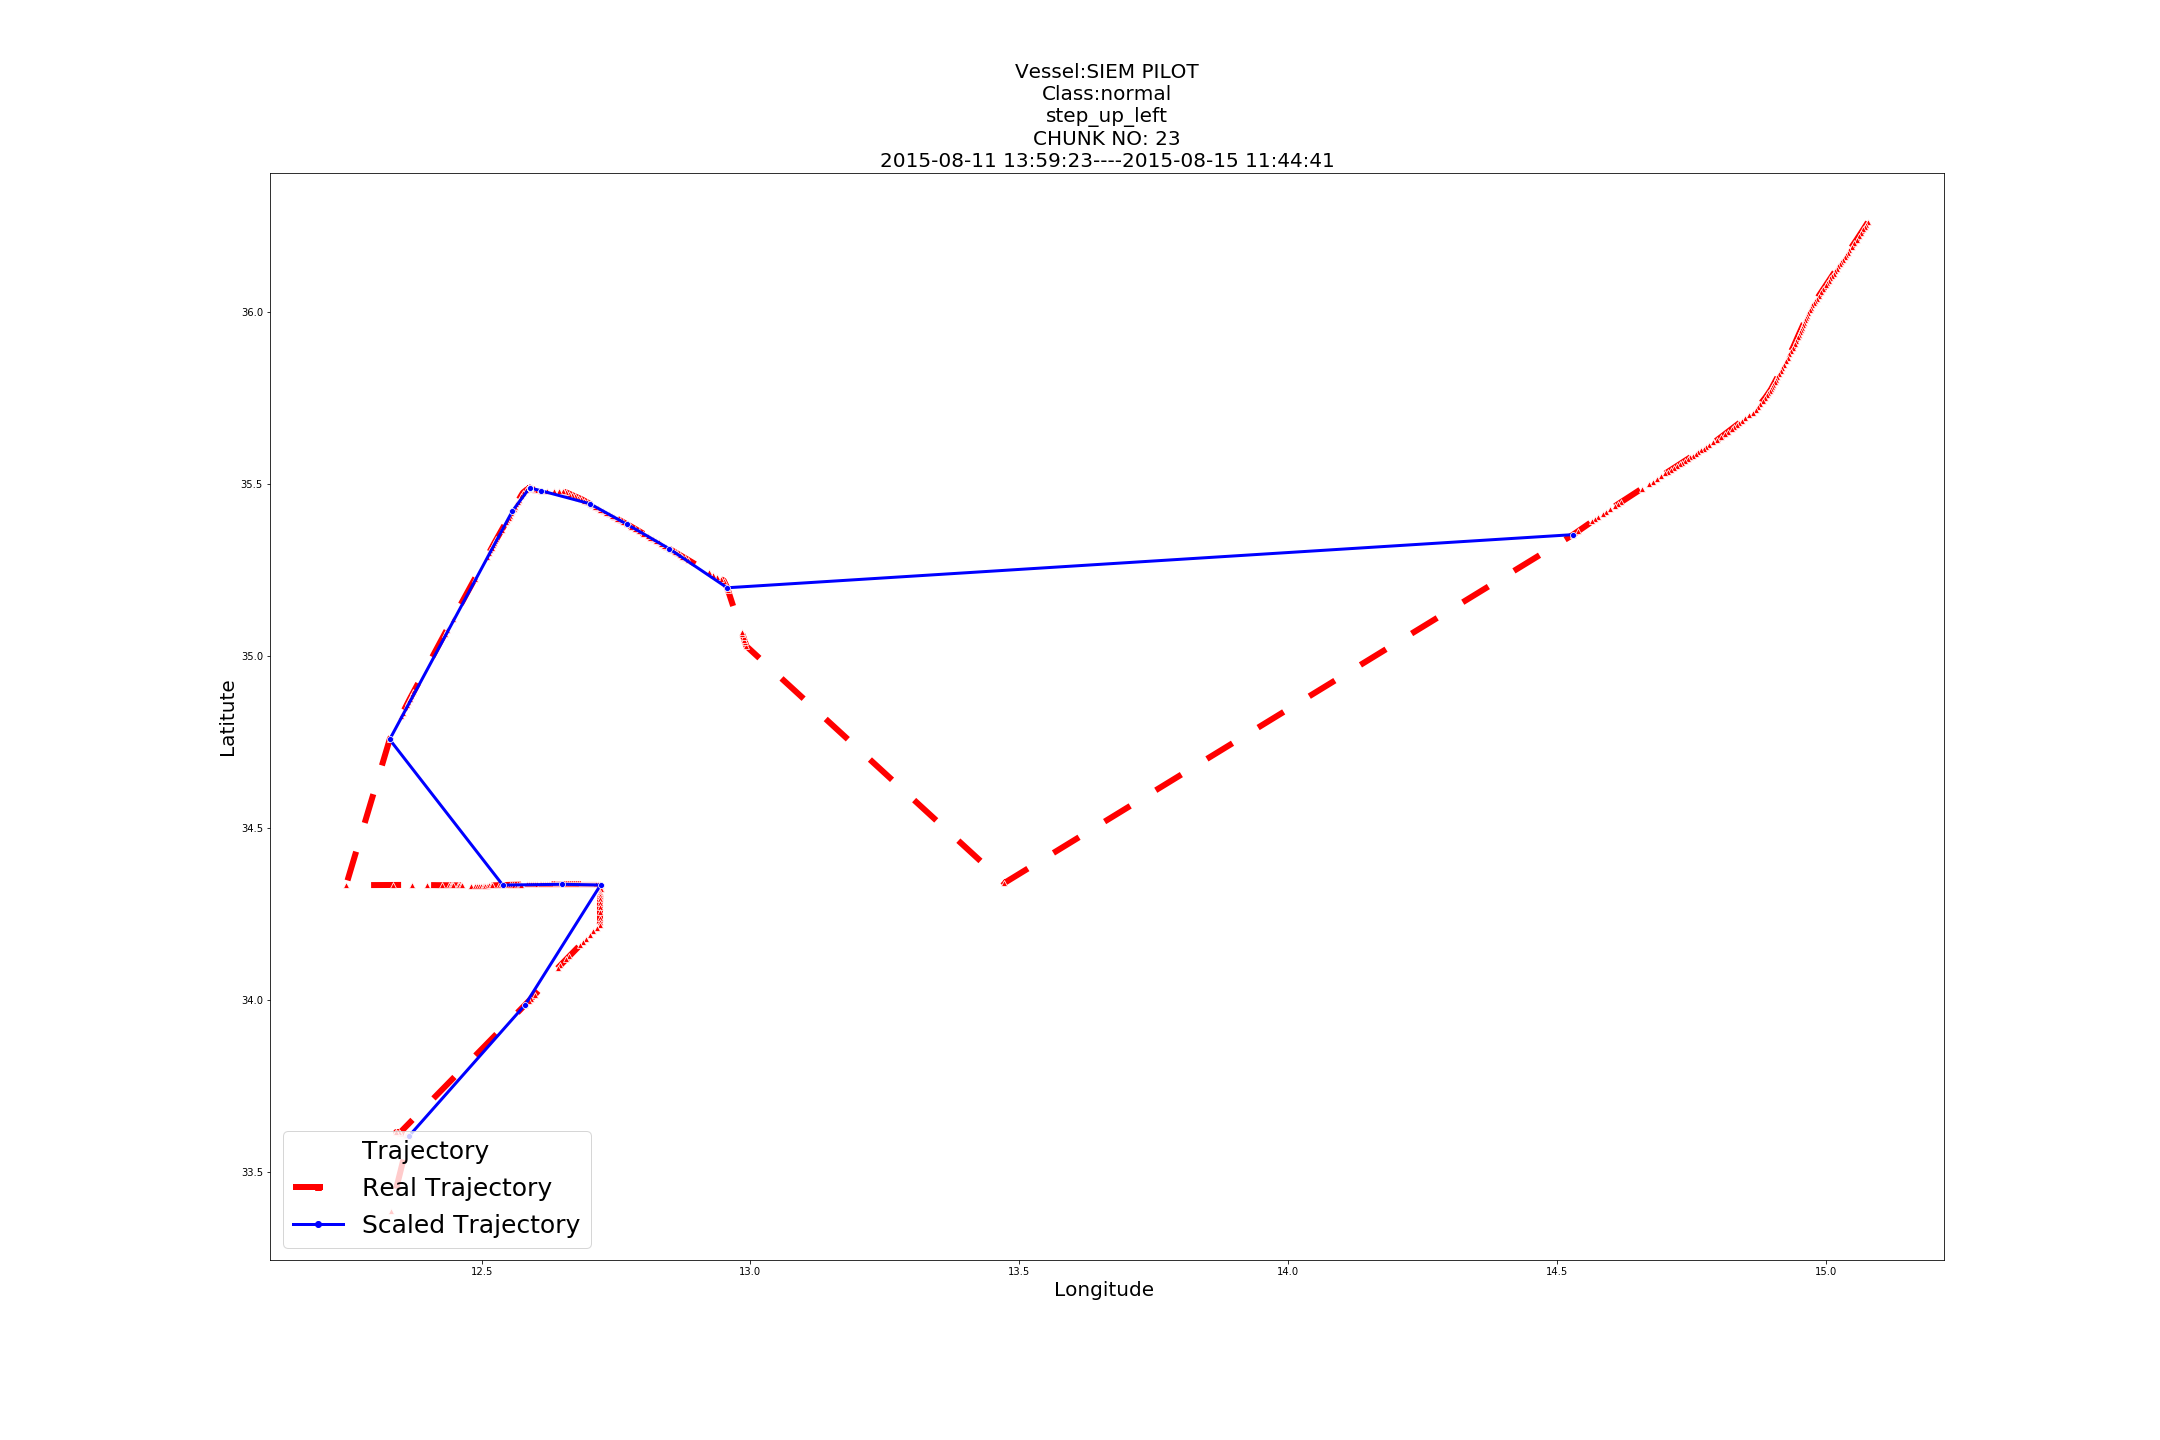 Vessel:SIEM PILOT
Class:normal
step_up_left
CHUNK NO: 23
2015-08-11 13:59:23----2015-08-15 11:44:41
36.0
35.5
35.0
34.5
34.0
33.5
Latitute
Trajectory
Real Trajectory
Scaled Trajectory
12.5
13.0
13.5
14.0
14.5
15.0
Longitude